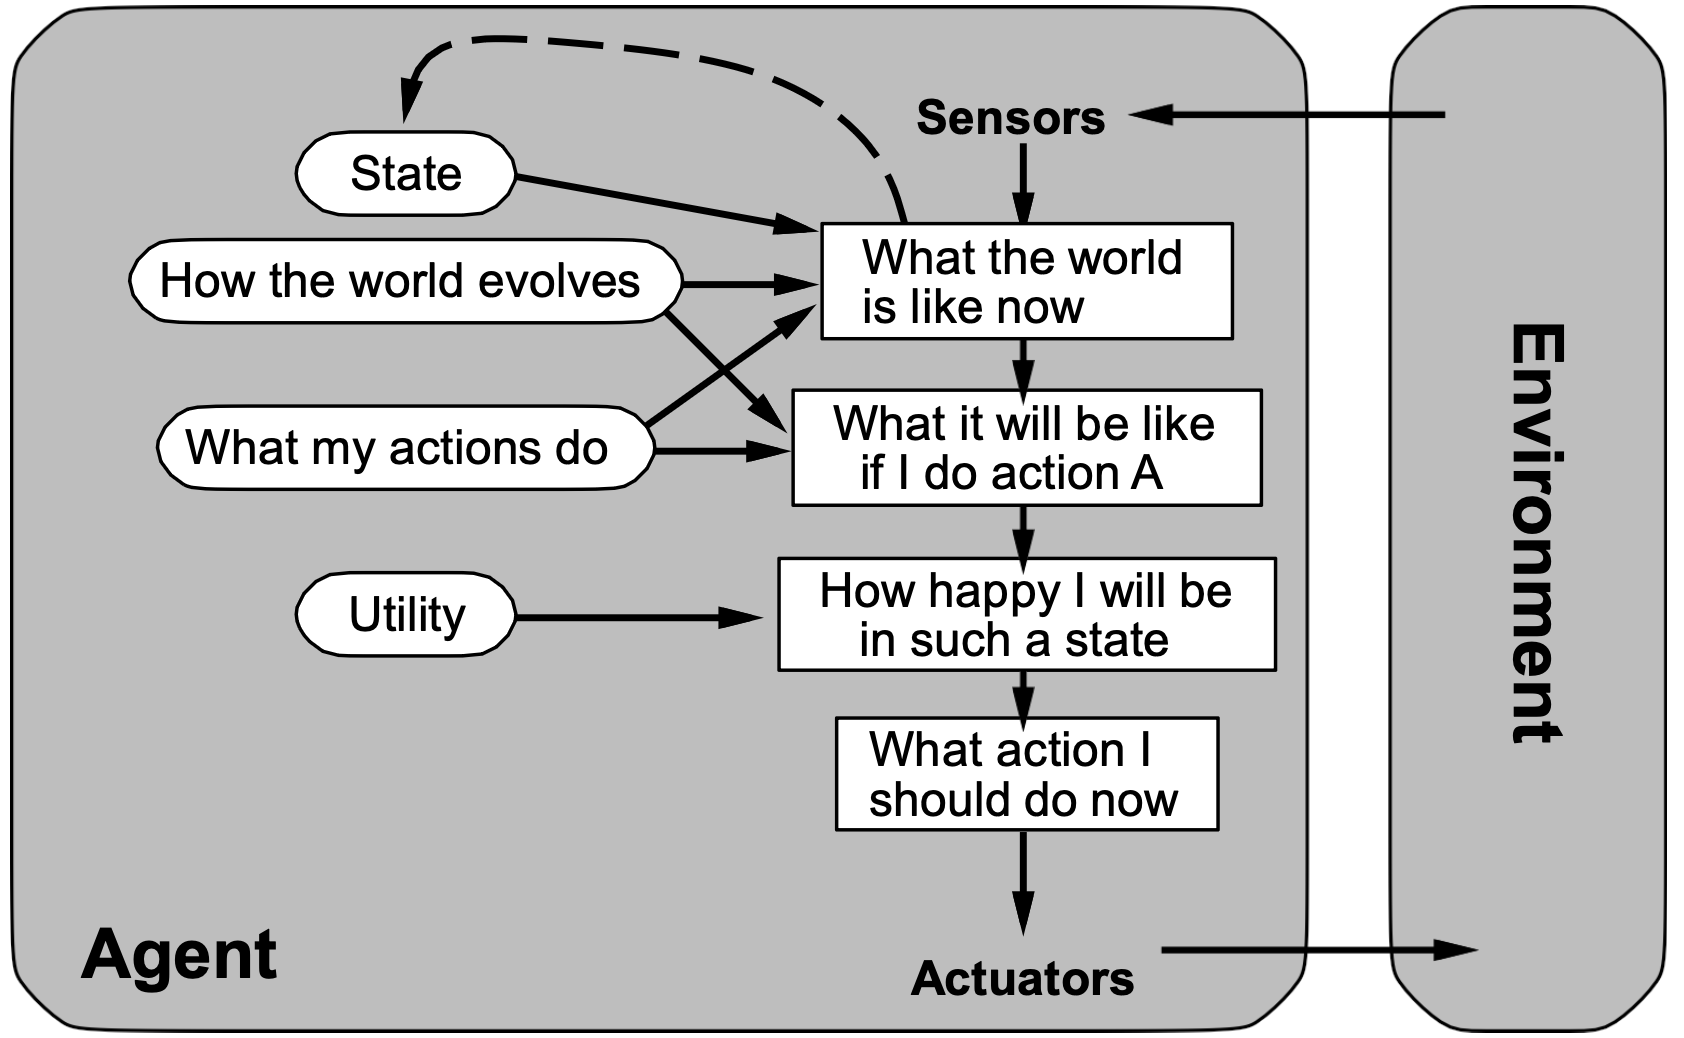 Sensors
State
What the world
is like now
How the world evolves
What it will be like
if I do action A
What my actions do
How happy I will be
in such a state
Utility
What action I
should do now
Agent
Actuators
Environment